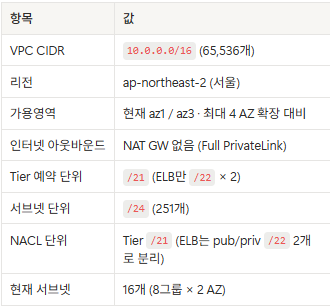 항목 값
VPC CIDR 10.0.0.0/16 (65,536개)
리전 ap-northeast-2 (서울)
가용영역 현재 az1 / az3 · 최대 4 AZ 확장 대비
인터넷 아웃바운드 NAT GW 없음 (Full PrivateLink)
Tier 예약 단위 /21 (ELB만 /22 × 2)
서브넷 단위 /24 (251개)
NACL 단위 Tier /21 (ELB는 pub/priv /22 2개
로 분리)
현재 서브넷 16개 (8그룹 × 2 AZ)